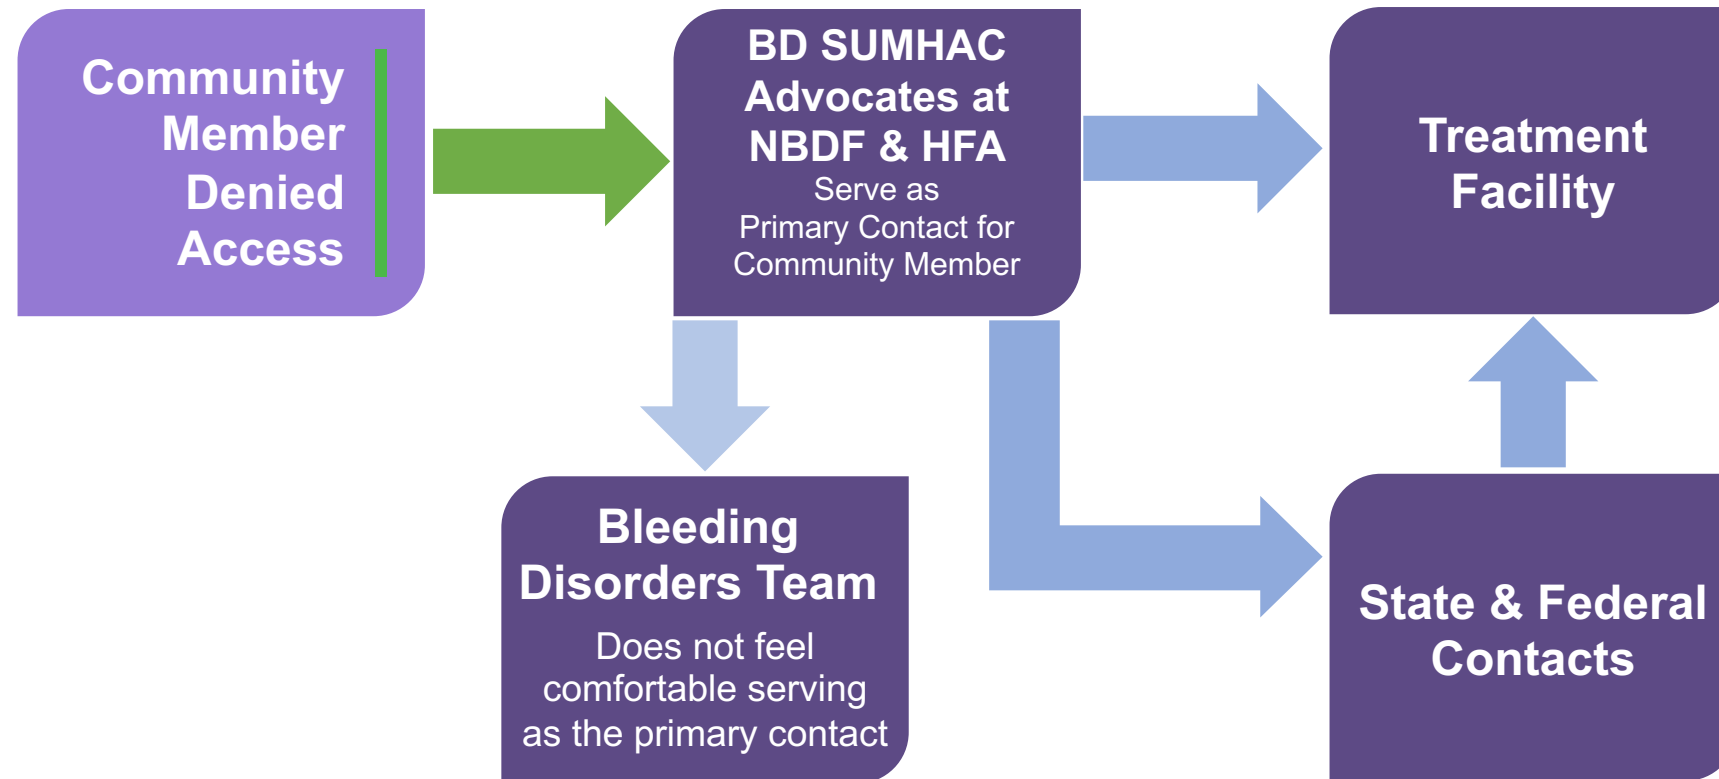 Community
Member
Denied
Access
BD SUMHAC
Advocates at
NBDF & HFA
Serve as
Primary Contact for
Community Member
Treatment
Facility
Bleeding
Disorders Team
Does not feel
comfortable serving
as the primary contact
State & Federal
Contacts